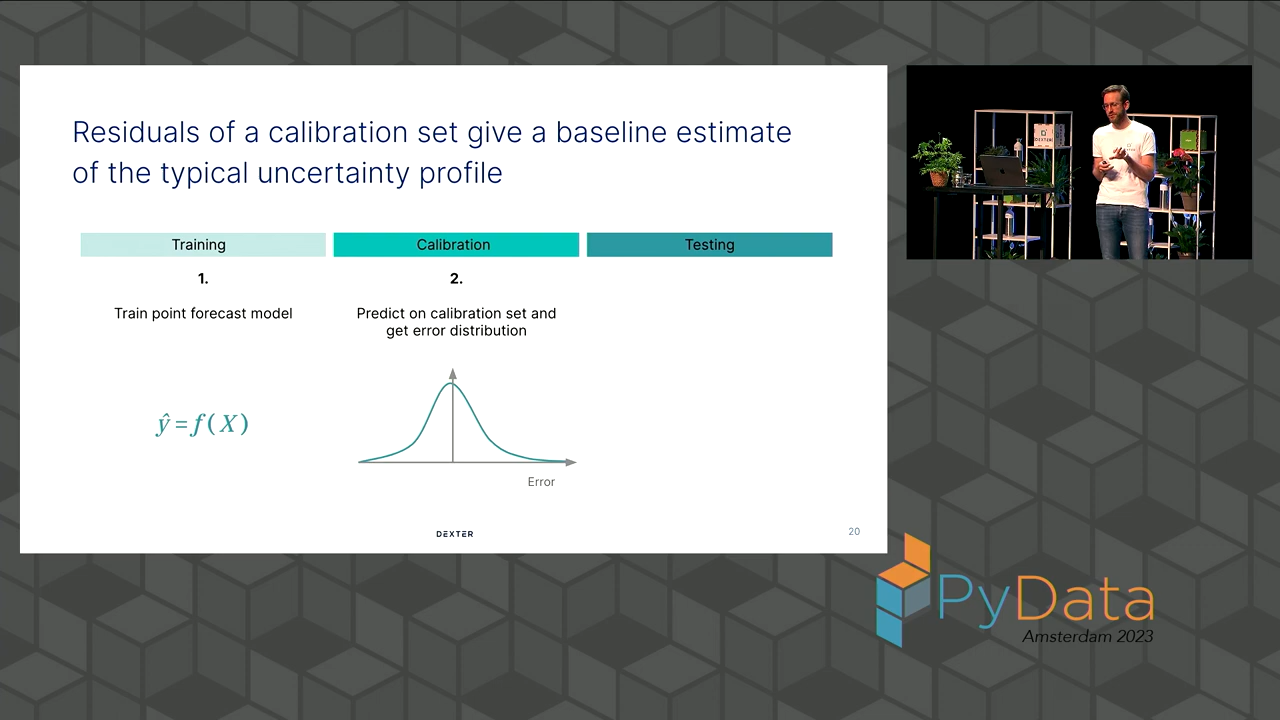 Residuals of a calibration set give a baseline estimate
of the typical uncertainty profile
Training
Calibration
Testing
1.
2.
Train point forecast model
Predict on calibration set and
get error distribution
ŷ = f(X)
Error
DEXTER
20
PyData
Amsterdam 2023